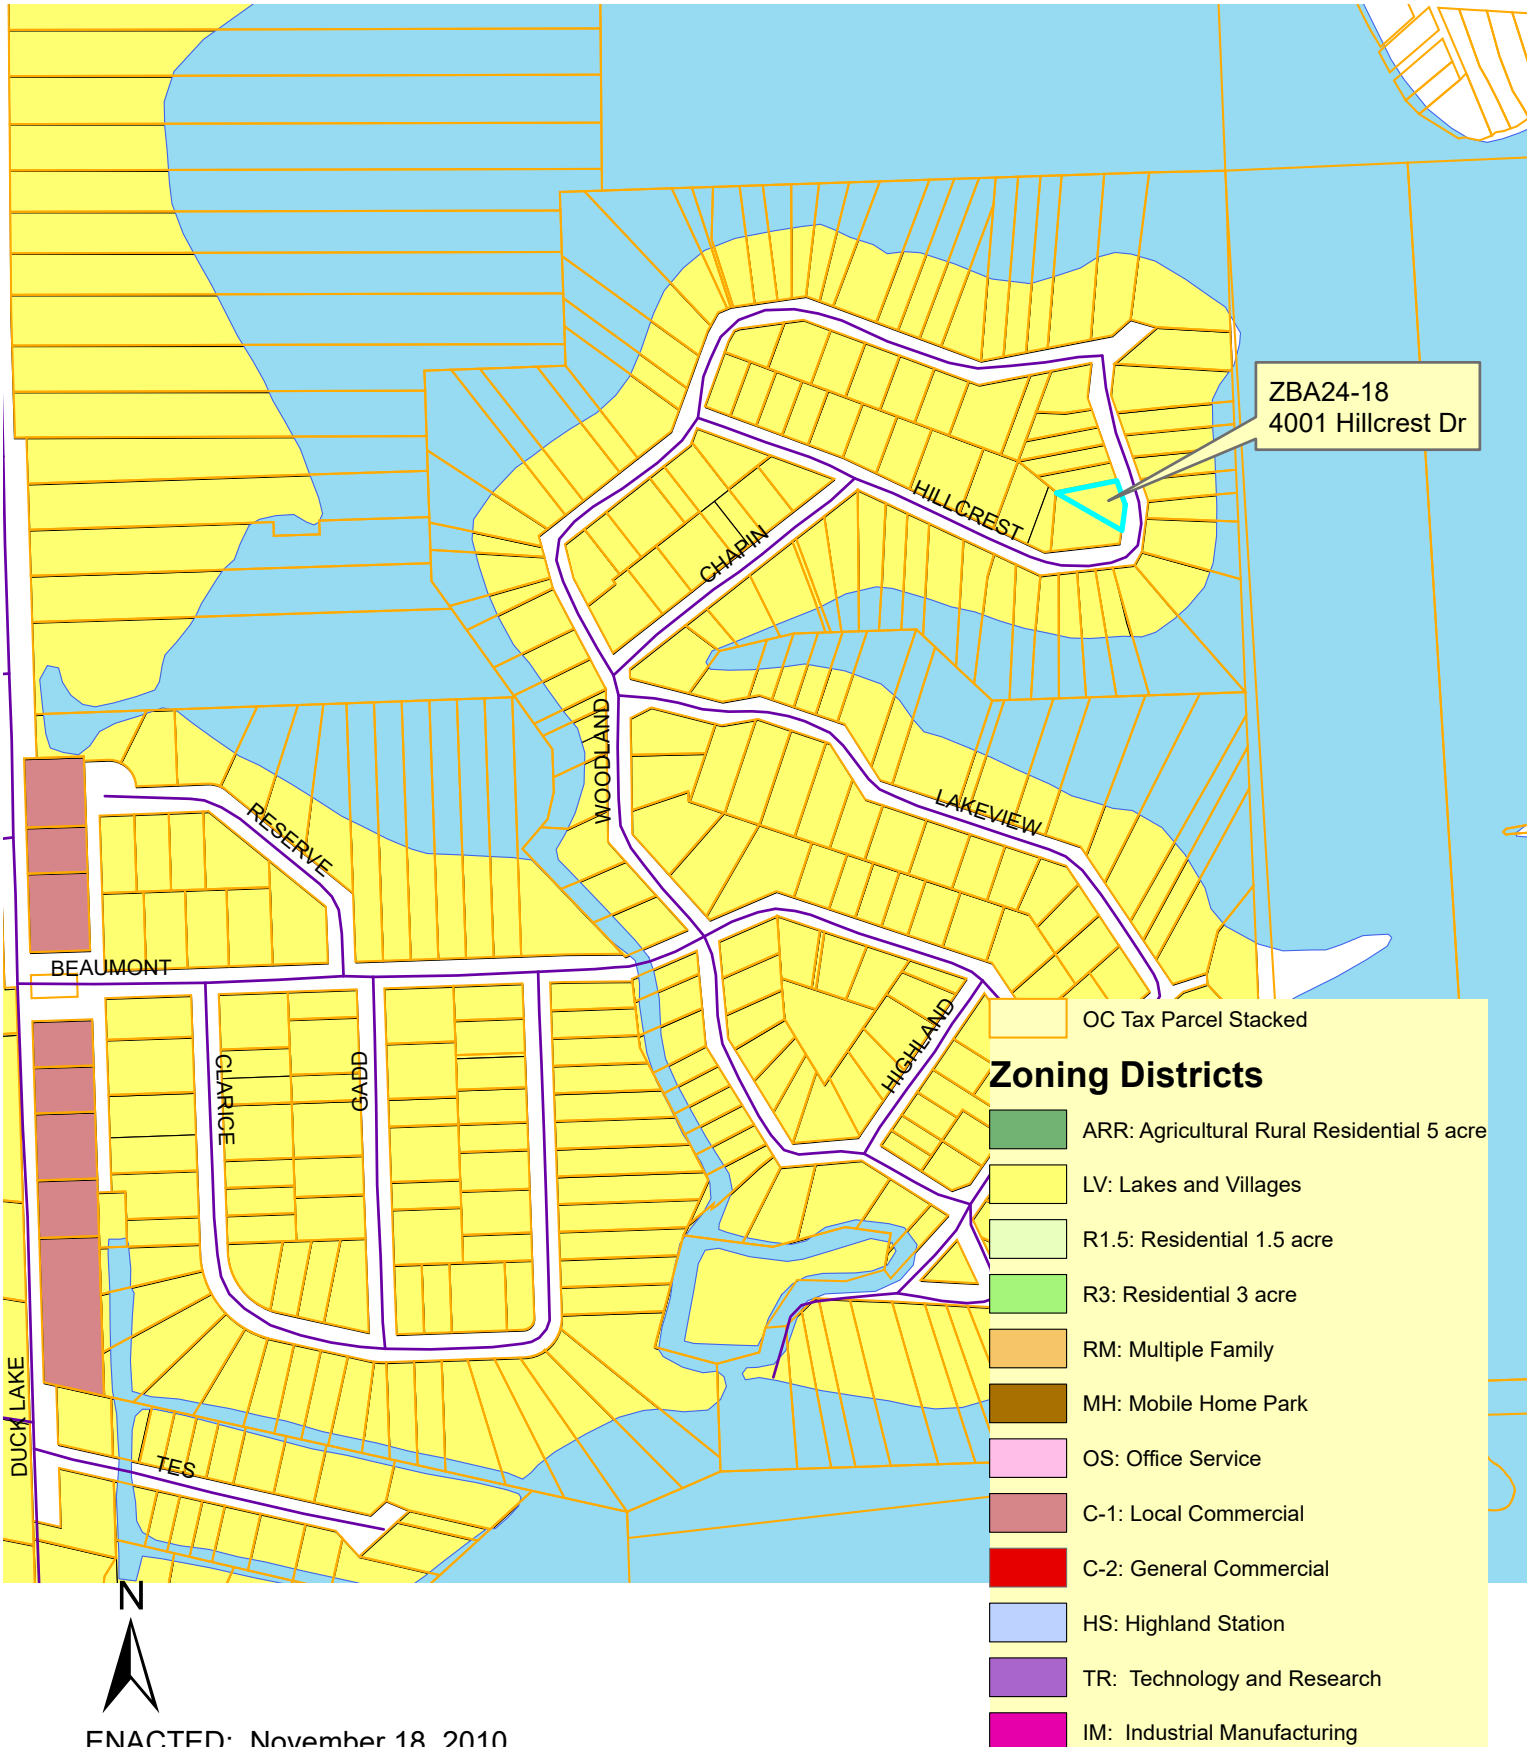 ZBA24-18
4001 Hillcrest Dr
HILLCREST
CHAPIN
WOODLAND
LAKEVIEW
RESERVE
BEAUMONT
HIGHLAND
CLARICE
GADD
DUCK LAKE
TES
OC Tax Parcel Stacked
Zoning Districts
ARR: Agricultural Rural Residential 5 acre
LV: Lakes and Villages
R1.5: Residential 1.5 acre
R3: Residential 3 acre
RM: Multiple Family
MH: Mobile Home Park
OS: Office Service
C-1: Local Commercial
C-2: General Commercial
HS: Highland Station
TR: Technology and Research
IM: Industrial Manufacturing
N
ENACTED: November 18, 2010